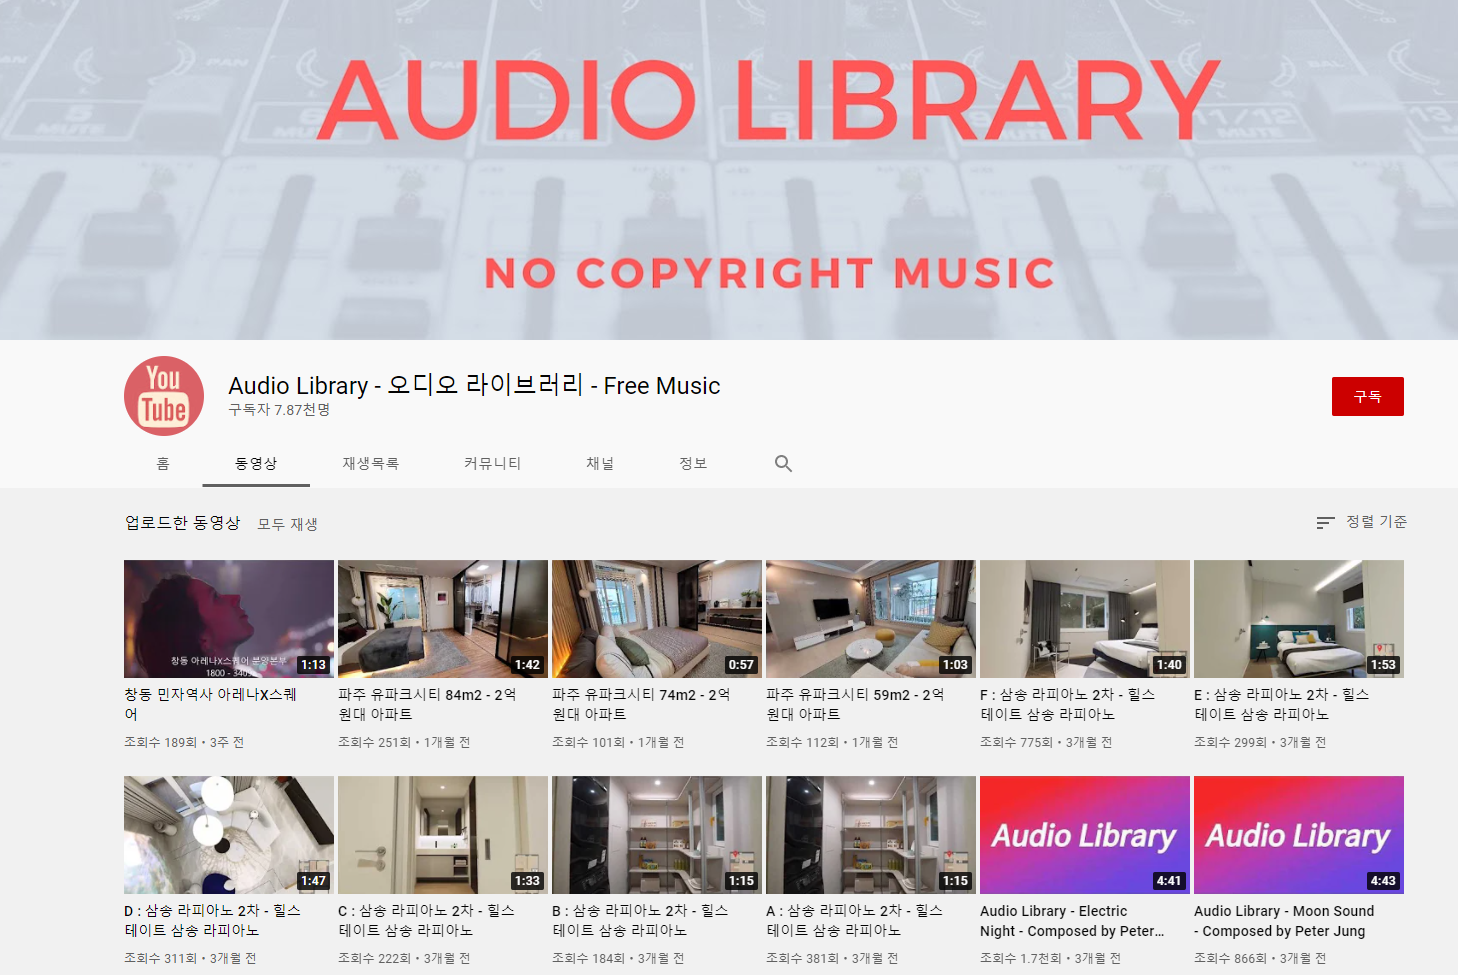 AUDIO LIBRARY
NO COPYRIGHT MUSIC
You
Tube
Audio Library - 오디오 라이브러리 - Free Music
구독자 7.87천명
구독
홈 동영상 재생목록 커뮤니티 채널 정보
업로드한 동영상 모두 재생 정렬 기준
창동 아레나X스퀘어 분양본부
1:13 1:42 0:57 1:03 1:40 1:53
창동 민자역사 아레나X스퀘
어
조회수 189회 • 3주 전
파주 유파크시티 84m2 - 2억
원대 아파트
조회수 251회 • 1개월 전
파주 유파크시티 74m2 - 2억
원대 아파트
조회수 101회 • 1개월 전
파주 유파크시티 59m2 - 2억
원대 아파트
조회수 112회 • 1개월 전
F : 삼송 라피아노 2차 - 힐스
테이트 삼송 라피아노
조회수 775회 • 3개월 전
E : 삼송 라피아노 2차 - 힐스
테이트 삼송 라피아노
조회수 299회 • 3개월 전
Audio Library Audio Library
1:47 1:33 1:15 1:15 4:41 4:43
D : 삼송 라피아노 2차 - 힐스
테이트 삼송 라피아노
조회수 311회 • 3개월 전
C : 삼송 라피아노 2차 - 힐스
테이트 삼송 라피아노
조회수 222회 • 3개월 전
B : 삼송 라피아노 2차 - 힐스
테이트 삼송 라피아노
조회수 184회 • 3개월 전
A : 삼송 라피아노 2차 - 힐스
테이트 삼송 라피아노
조회수 381회 • 3개월 전
Audio Library - Electric
Night - Composed by Peter...
조회수 1.7천회 • 3개월 전
Audio Library - Moon Sound
- Composed by Peter Jung
조회수 866회 • 3개월 전